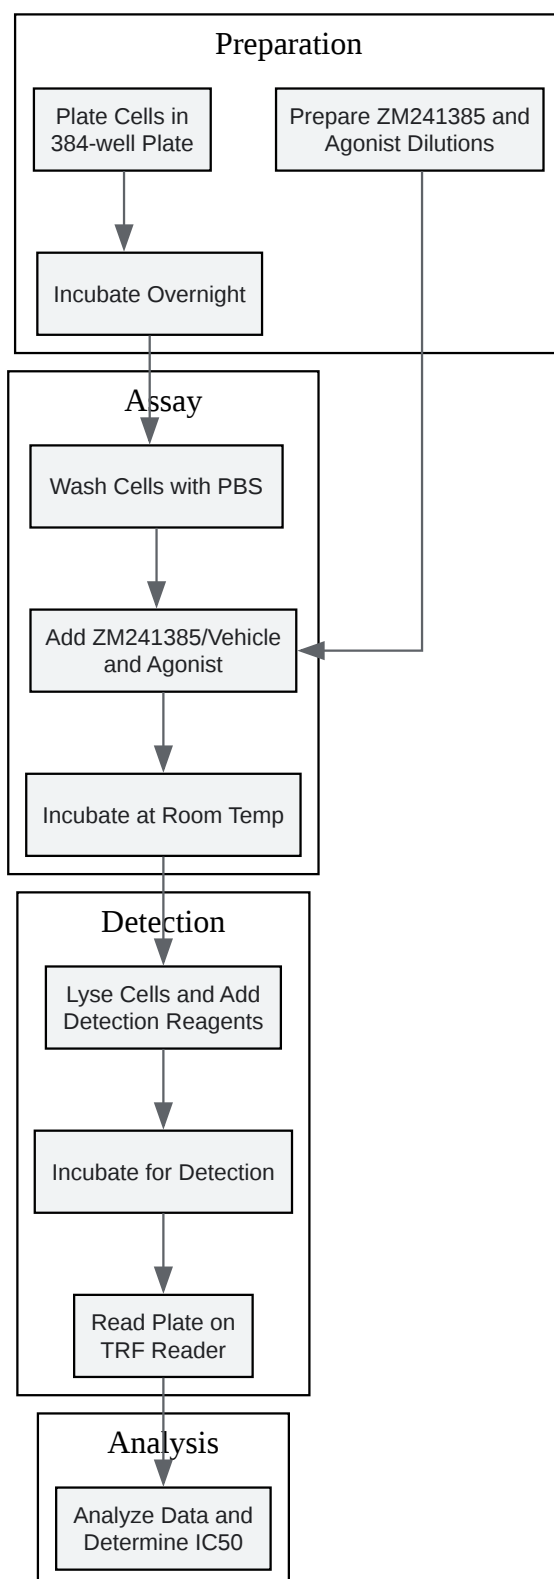 Preparation
Plate Cells in
384-well Plate
Prepare ZM241385 and
Agonist Dilutions
Incubate Overnight
Assay
Wash Cells with PBS
Add ZM241385/Vehicle
and Agonist
Incubate at Room Temp
Detection
Lyse Cells and Add
Detection Reagents
Incubate for Detection
Read Plate on
TRF Reader
Analysis
Analyze Data and
Determine IC50